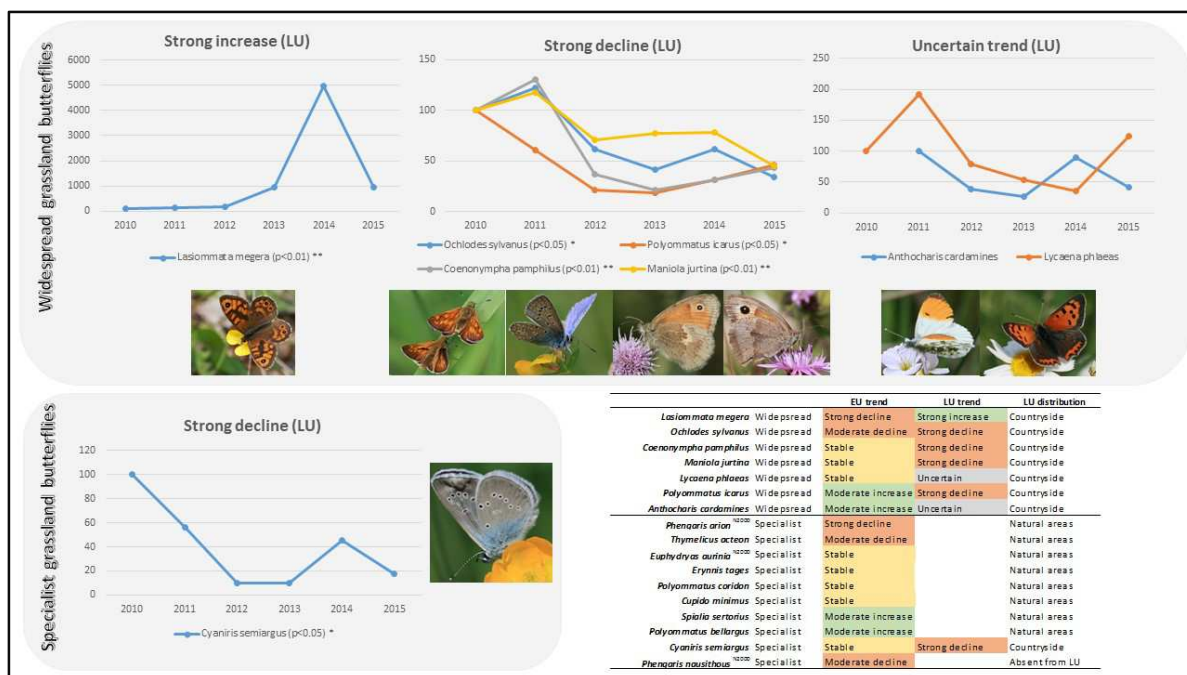 Widespread grassland butterflies
Strong increase (LU)
6000
5000
4000
3000
2000
1000
0
2010 2011 2012 2013 2014 2015
Lasiommata megera (p<0.01) **
Strong decline (LU)
150
100
50
0
2010 2011 2012 2013 2014 2015
Ochlodes sylvanus (p<0.05) * Polyommatus icarus (p<0.05) *
Coenonympha pamphilus (p<0.01) ** Maniola jurtina (p<0.01) **
Uncertain trend (LU)
250
200
150
100
50
0
2010 2011 2012 2013 2014 2015
Anthocharis cardamines Lycaena phlaeas
Specialist grassland butterflies
Strong decline (LU)
120
100
80
60
40
20
0
2010 2011 2012 2013 2014 2015
Cyaniris semiargus (p<0.05) *
EU trend LU trend LU distribution
Lasiommata megera Widespread Strong decline Strong increase Countryside
Ochlodes sylvanus Widespread Moderate decline Strong decline Countryside
Coenonympha pamphilus Widespread Stable Strong decline Countryside
Maniola jurtina Widespread Stable Strong decline Countryside
Lycaena phlaeas Widespread Stable Uncertain Countryside
Polyommatus icarus Widespread Moderate increase Strong decline Countryside
Anthocharis cardamines Widespread Moderate increase Uncertain Countryside
Phengaris arion N2000 Specialist Strong decline Natural areas
Thymelicus acteon Specialist Moderate decline Natural areas
Euphydryas aurinia N2000 Specialist Stable Natural areas
Erynnis tages Specialist Stable Natural areas
Polyommatus coridon Specialist Stable Natural areas
Cupido minimus Specialist Stable Natural areas
Spialia sertorius Specialist Moderate increase Natural areas
Polyommatus bellargus Specialist Moderate increase Natural areas
Cyaniris semiargus Specialist Stable Strong decline Countryside
Phengaris nausithous N2000 Specialist Moderate decline Absent from LU